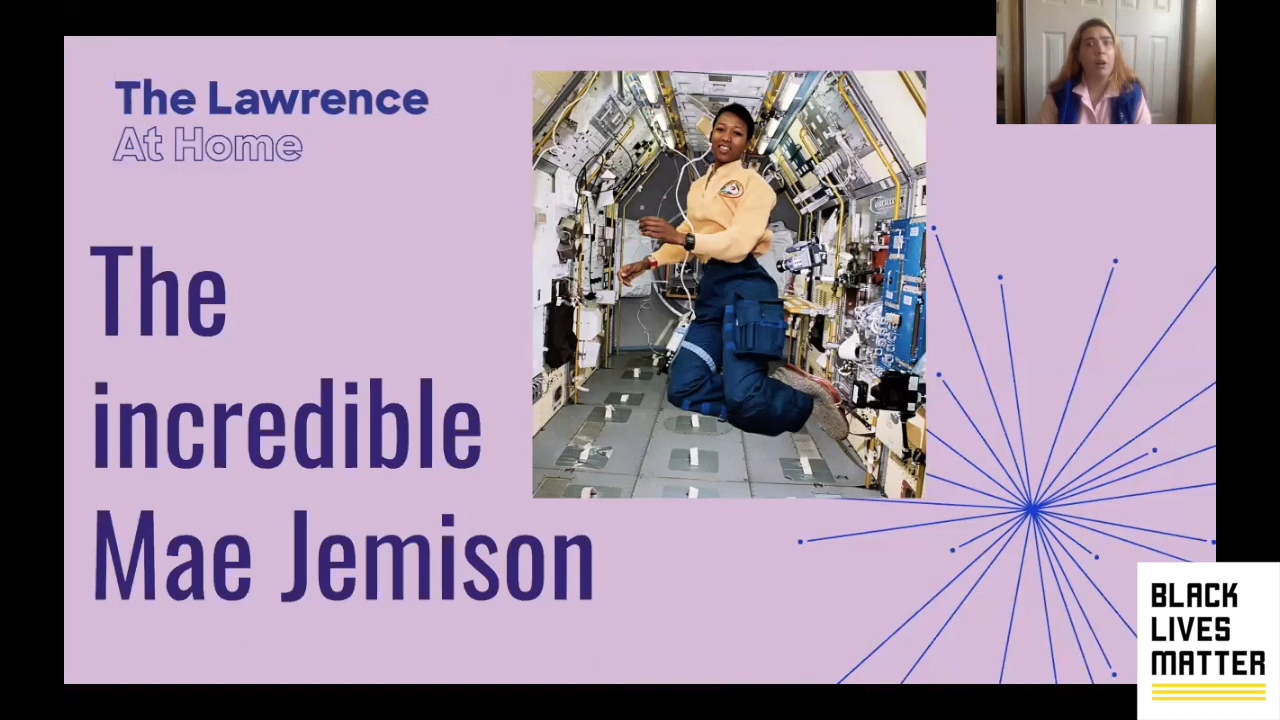 The Lawrence
At Home
The
incredible
Mae Jemison
BLACK
LIVES
MATTER